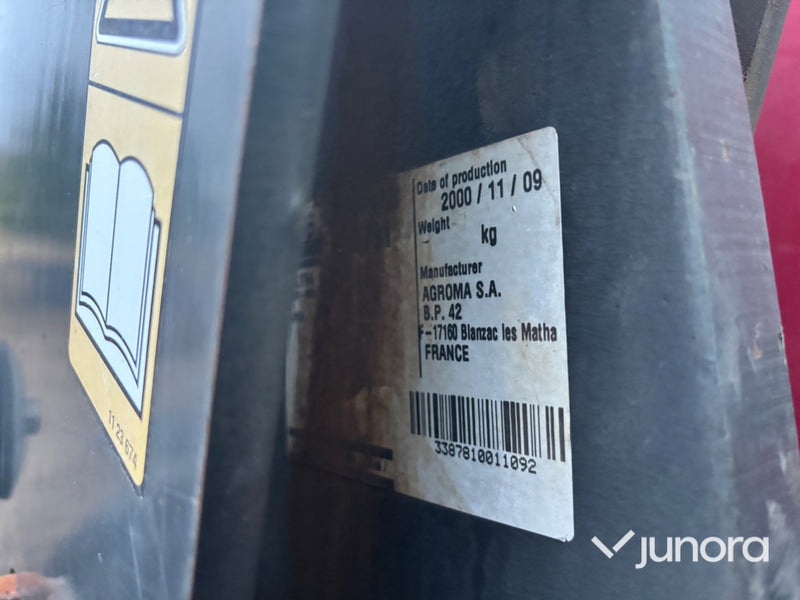 11 23 674
Date of production
2000 / 11 / 09
Weight
- kg
Manufacturer
AGROMA S.A.
B.P. 42
F-17160 Blanzac les Matha
FRANCE
3387810011092
junora